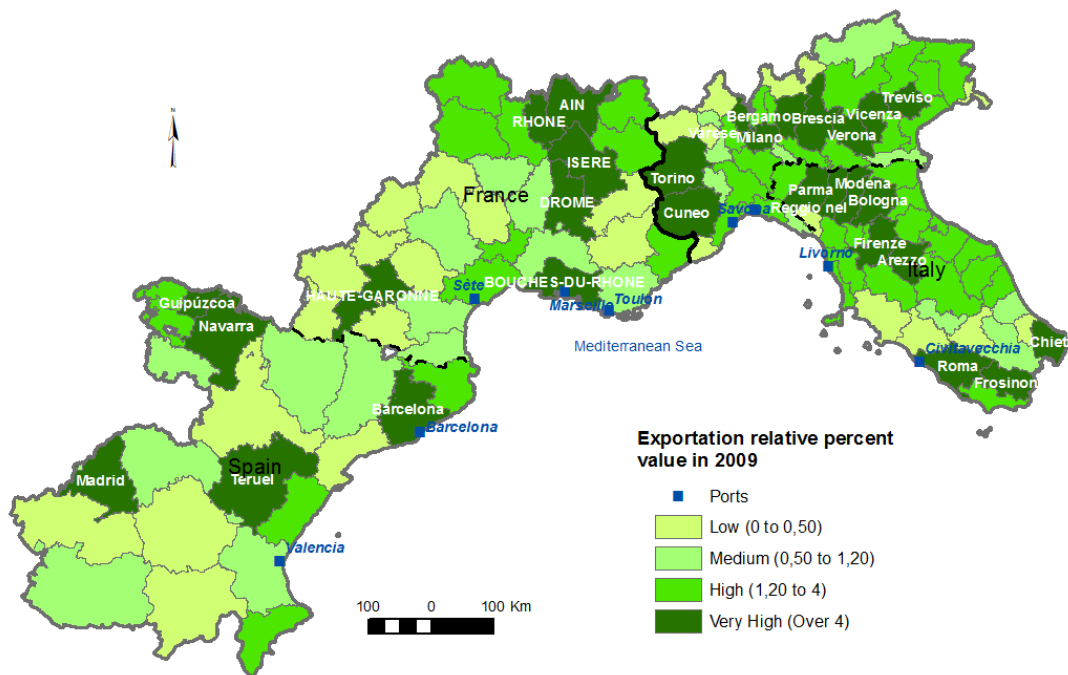 N
AIN
RHONE
ISERE
France
DROME
HAUTE-GARONNE
BOUCHES-DU-RHONE
Sète
Marseille
Toulon
Mediterranean Sea
Bergamo
Varese
Milano
Brescia
Treviso
Vicenza
Verona
Torino
Cuneo
Savona
Parma
Modena
Reggio nel
Bologna
Firenze
Arezzo
Livorno
Italy
Civitavecchia
Roma
Chiet
Frosinon
Guipúzcoa
Navarra
Barcelona
Barcelona
Spain
Madrid
Teruel
Valencia
100 0 100 Km
Exportation relative percent
value in 2009
Ports
Low (0 to 0,50)
Medium (0,50 to 1,20)
High (1,20 to 4)
Very High (Over 4)